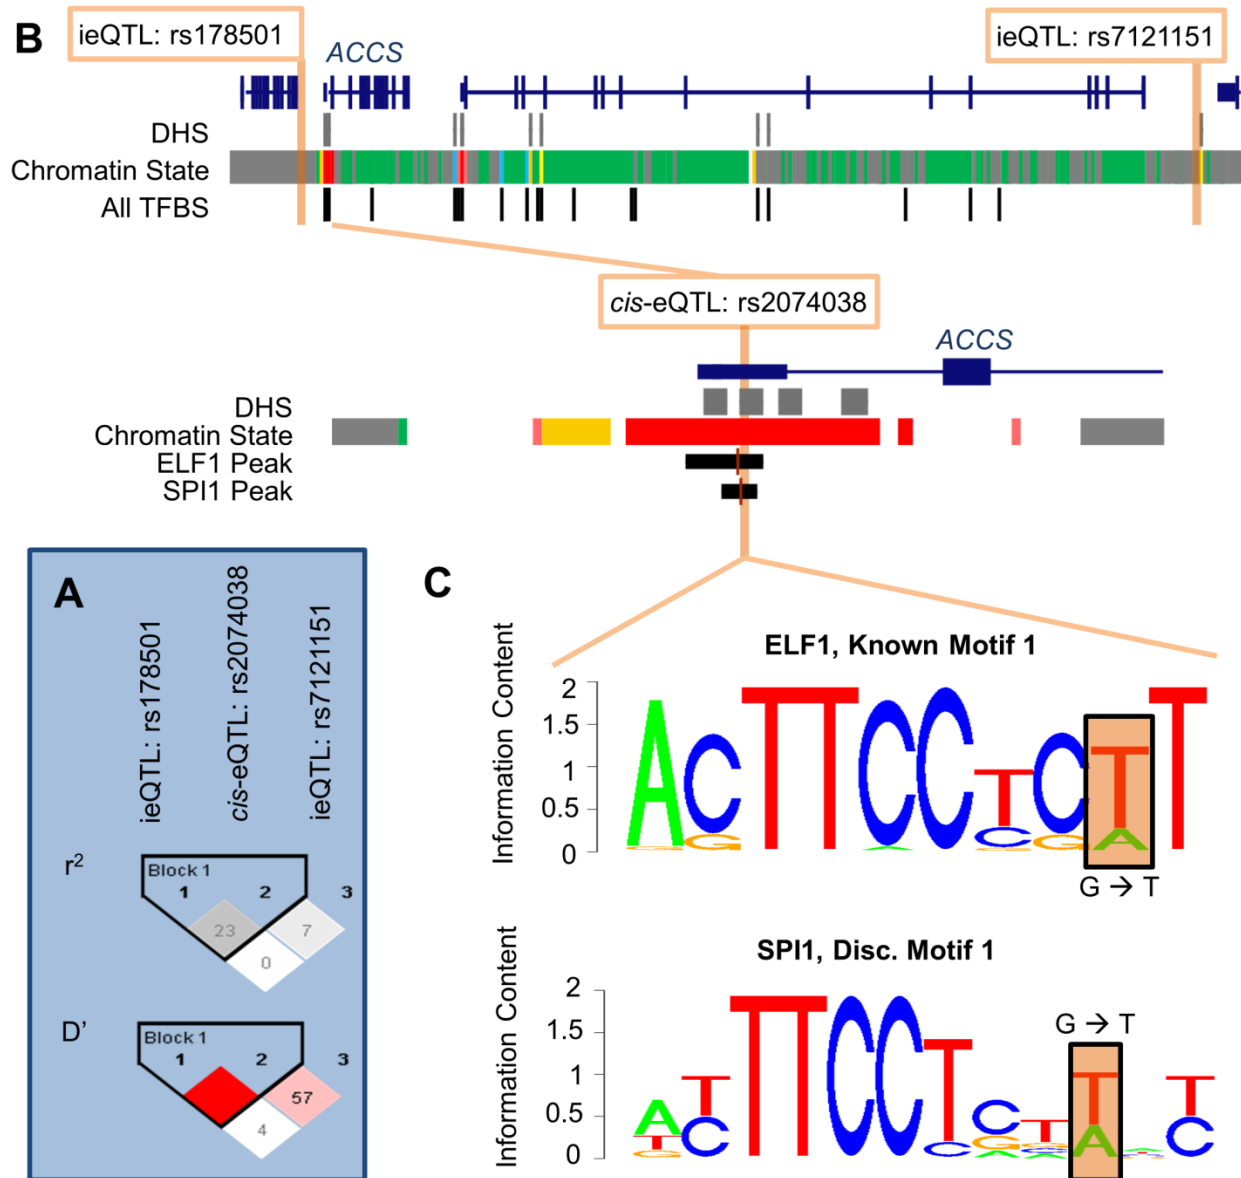 B
ieQTL: rs178501
ACCS
ieQTL: rs7121151
DHS
Chromatin State
All TFBS
cis-eQTL: rs2074038
ACCS
DHS
Chromatin State
ELF1 Peak
SPI1 Peak
A
ieQTL: rs178501
cis-eQTL: rs2074038
ieQTL: rs7121151
r²
Block 1
1 2 3
23 7
0
D’
Block 1
1 2 3
57
4
C
ELF1, Known Motif 1
Information Content
2
1.5
1
0.5
0
G → T
SPI1, Disc. Motif 1
Information Content
2
1.5
1
0.5
0
G → T